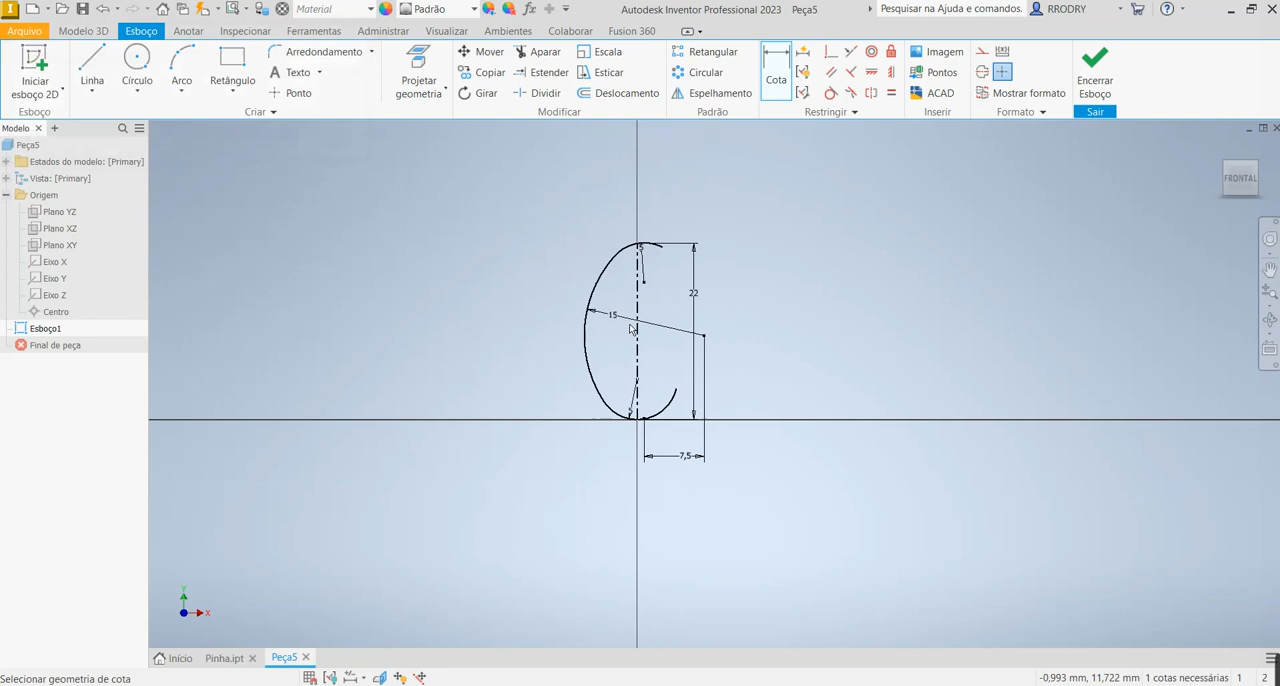 Material
Padrão
Autodesk Inventor Professional 2023 Peça5
Pesquisar na Ajuda e comandos.
RRODRY
Arquivo Modelo 3D Esboço Anotar Inspecionar Ferramentas Administrar Visualizar Ambientes Colaborar Fusion 360
Iniciar
esboço 2D
Linha
Círculo
Arco
Retângulo
Arredondamento
Texto
Ponto
Projetar
geometria
Mover
Copiar
Girar
Aparar
Estender
Dividir
Escala
Esticar
Deslocamento
Retangular
Circular
Espelhamento
Cota
Imagem
Pontos
ACAD
Mostrar formato
Encerrar
Esboço
Esboço Criar Modificar Padrão Restringir Inserir Formato Sair
Modelo
Peça5
Estados do modelo: [Primary]
Vista: [Primary]
Origem
Plano YZ
Plano XZ
Plano XY
Eixo X
Eixo Y
Eixo Z
Centro
Esboço1
Final de peça
FRONTAL
5
22
15
5
7,5
Y
X
Início Pinha.ipt Peça5
Selecionar geometria de cota
-0,993 mm, 11,722 mm 1 cotas necessárias 1 2